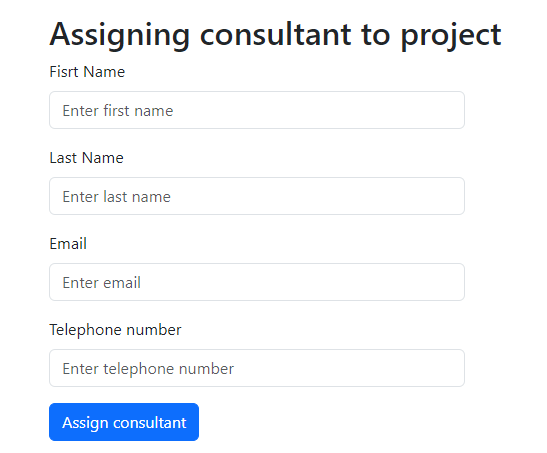 Assigning consultant to project
Fisrt Name
Enter first name
Last Name
Enter last name
Email
Enter email
Telephone number
Enter telephone number
Assign consultant